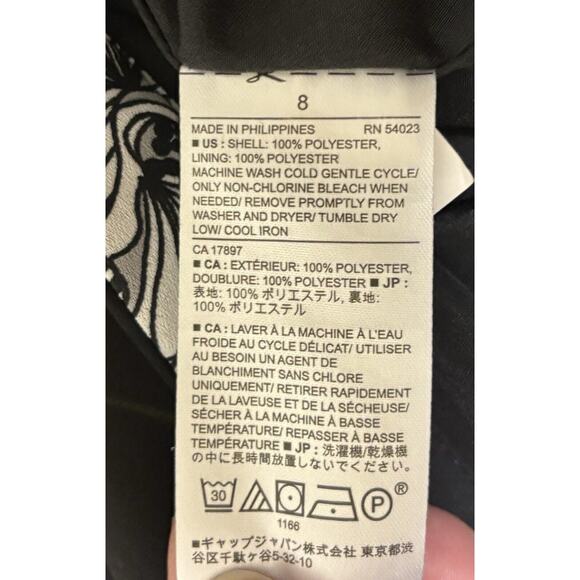 8
MADE IN PHILIPPINES RN 54023
■ US : SHELL: 100% POLYESTER,
LINING: 100% POLYESTER
MACHINE WASH COLD GENTLE CYCLE/
ONLY NON-CHLORINE BLEACH WHEN
NEEDED/ REMOVE PROMPTLY FROM
WASHER AND DRYER/ TUMBLE DRY
LOW/ COOL IRON
CA 17897
■ CA : EXTÉRIEUR: 100% POLYESTER,
DOUBLURE: 100% POLYESTER ■ JP :
表地: 100% ポリエステル, 裏地:
100% ポリエステル
■ CA : LAVER À LA MACHINE À L'EAU
FROIDE AU CYCLE DÉLICAT/ UTILISER
AU BESOIN UN AGENT DE
BLANCHIMENT SANS CHLORE
UNIQUEMENT/ RETIRER RAPIDEMENT
DE LA LAVEUSE ET DE LA SÉCHEUSE/
SÉCHER À LA MACHINE À BASSE
TEMPÉRATURE/ REPASSER À BASSE
TEMPÉRATURE ■ JP : 洗濯機/乾燥機
の中に長時間放置しないでください。
30 P ®
1166
■ギャップジャパン株式会社 東京都渋
谷区千駄ヶ谷5-32-10